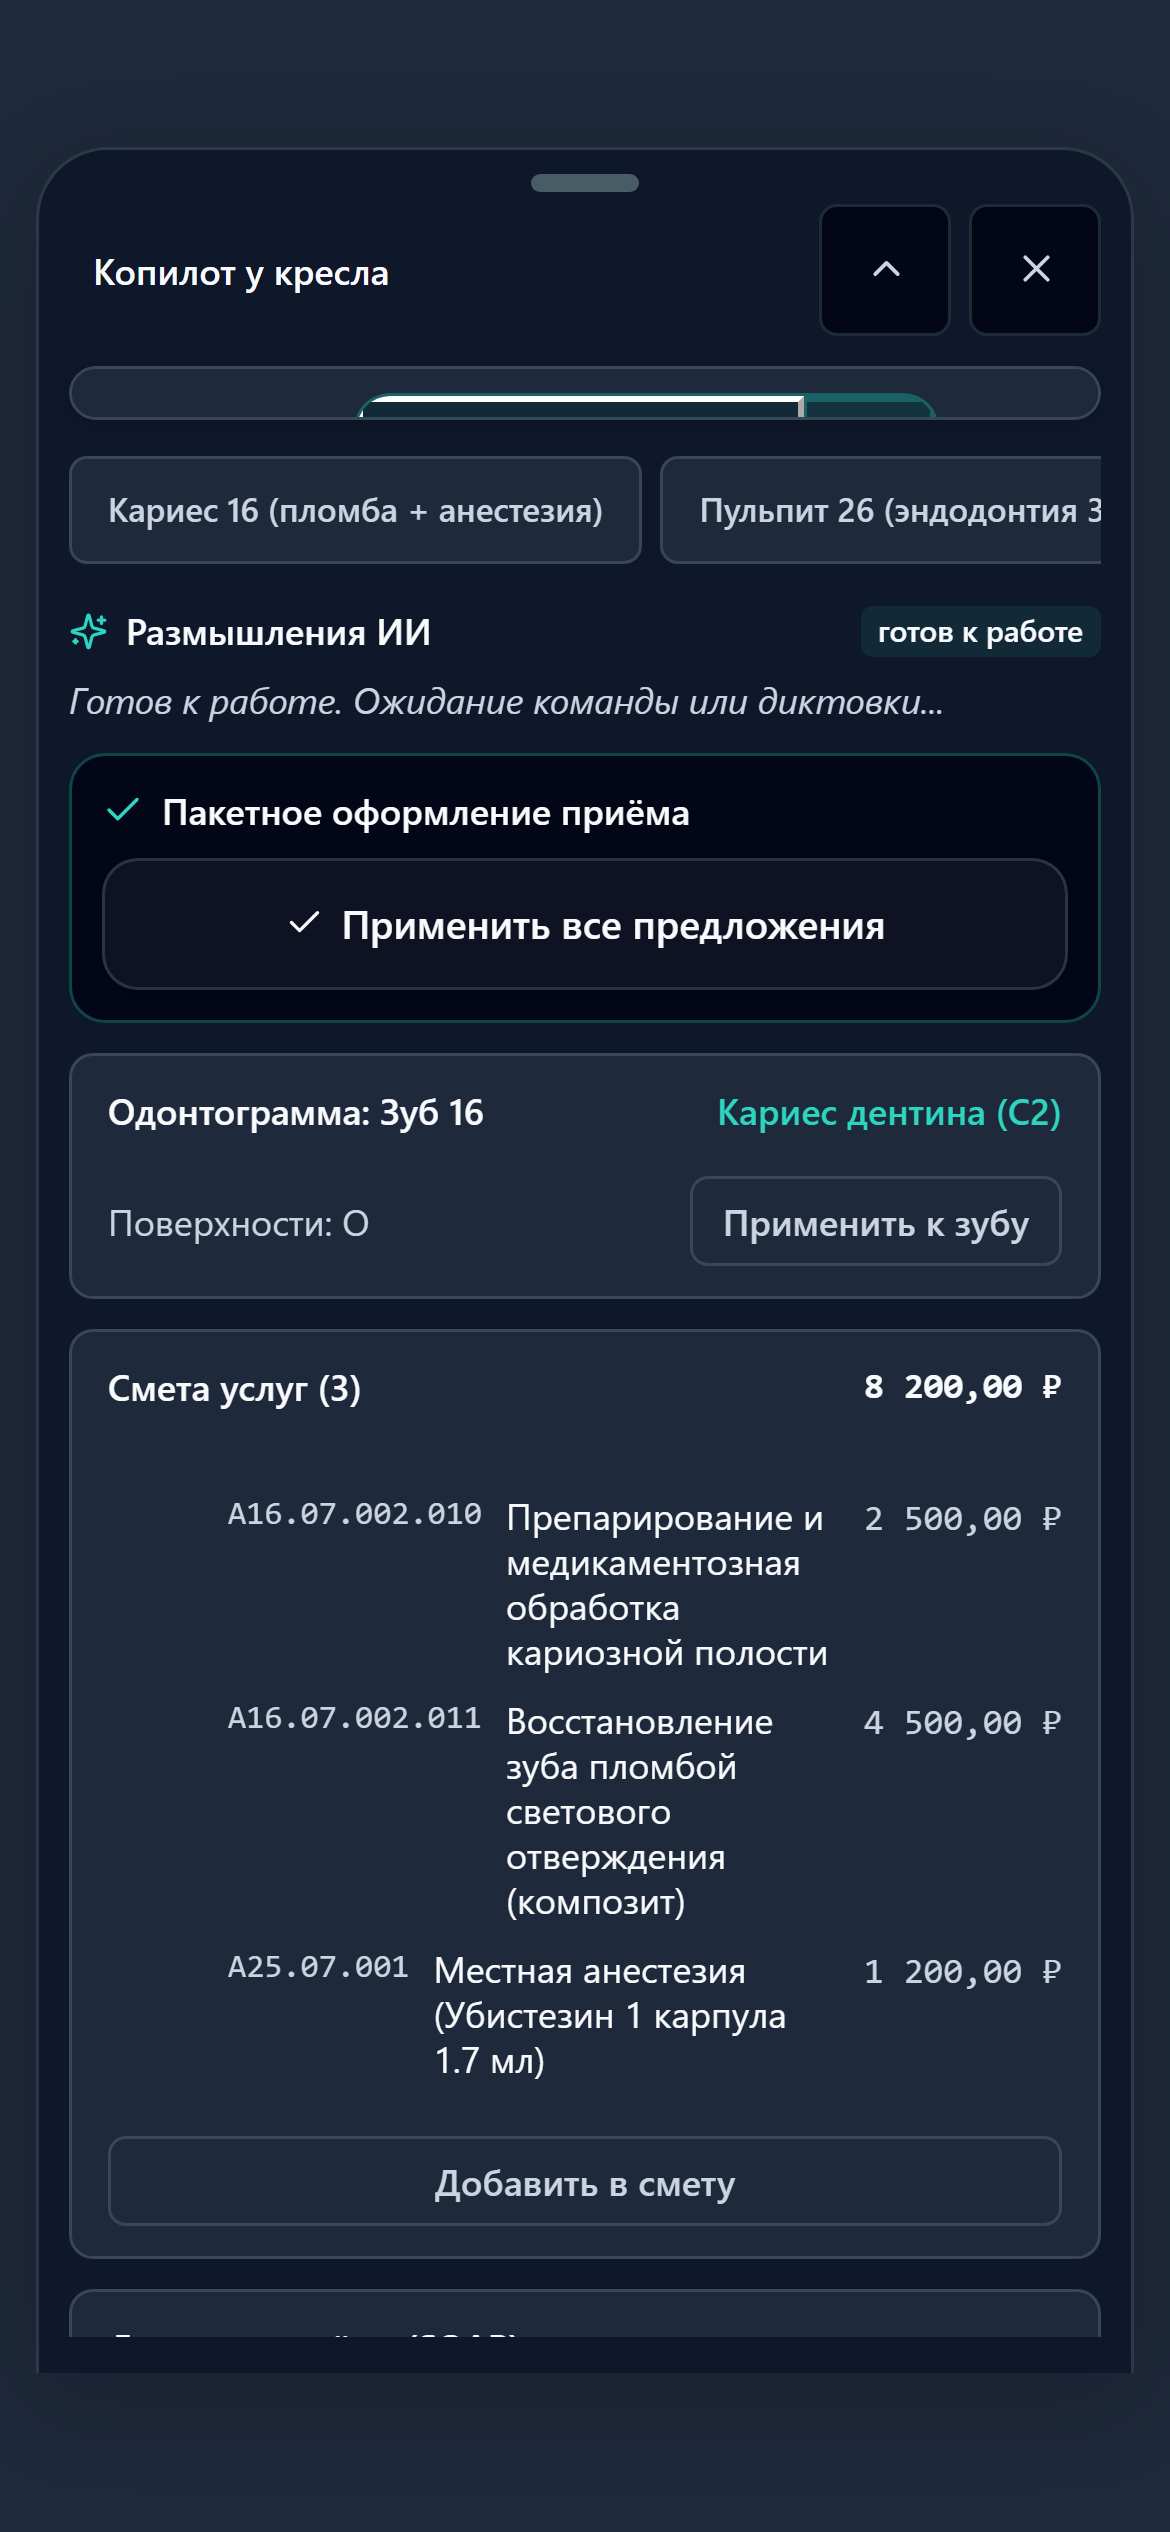 Копилот у кресла
Кариес 16 (пломба + анестезия)
Пульпит 26 (эндодонтия 3
Размышления ИИ
готов к работе
Готов к работе. Ожидание команды или диктовки...
Пакетное оформление приёма
Применить все предложения
Одонтограмма: Зуб 16
Кариес дентина (С2)
Поверхности: О
Применить к зубу
Смета услуг (3)
8 200,00 ₽
A16.07.002.010
Препарирование и
медикаментозная
обработка
кариозной полости
2 500,00 ₽
A16.07.002.011
Восстановление
зуба пломбой
светового
отверждения
(композит)
4 500,00 ₽
A25.07.001
Местная анестезия
(Убистезин 1 карпула
1.7 мл)
1 200,00 ₽
Добавить в смету